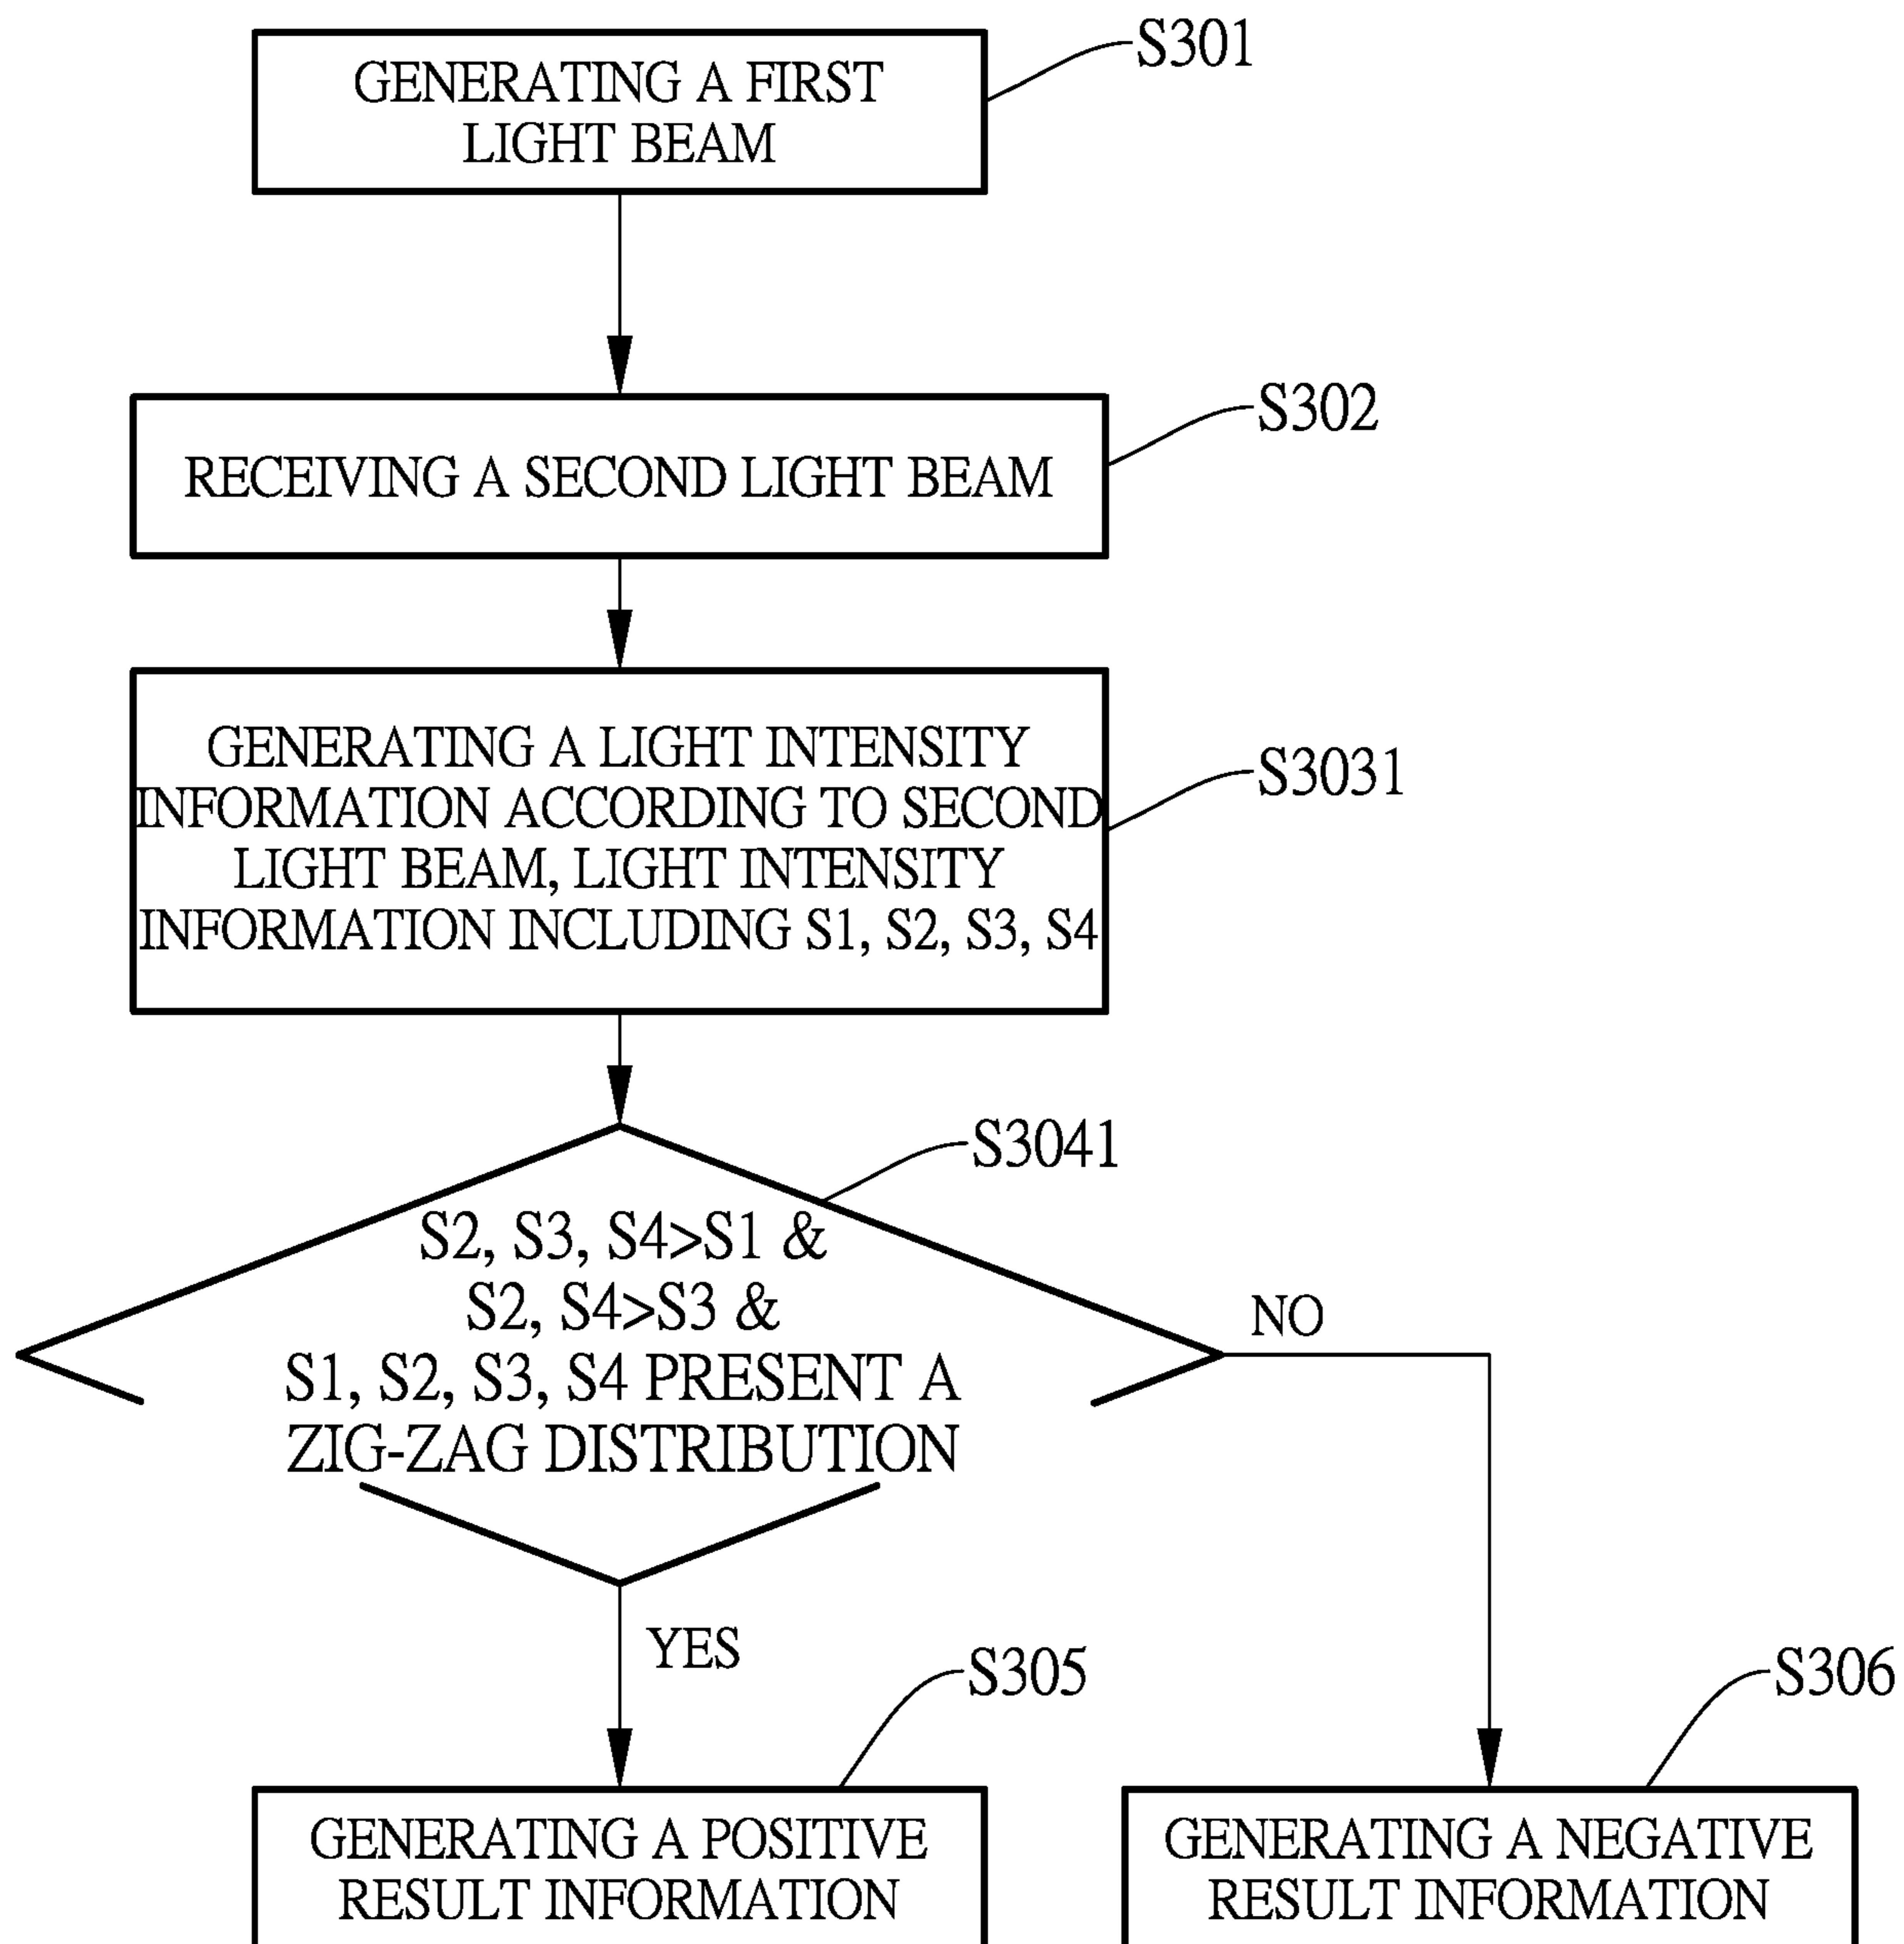 GENERATING A FIRST
LIGHT BEAM
S301
RECEIVING A SECOND LIGHT BEAM
S302
GENERATING A LIGHT INTENSITY
INFORMATION ACCORDING TO SECOND
LIGHT BEAM, LIGHT INTENSITY
INFORMATION INCLUDING S1, S2, S3, S4
S3031
S3041
S2, S3, S4>S1 &
S2, S4>S3 &
S1, S2, S3, S4 PRESENT A
ZIG-ZAG DISTRIBUTION
NO
YES
S305
S306
GENERATING A POSITIVE
RESULT INFORMATION
GENERATING A NEGATIVE
RESULT INFORMATION